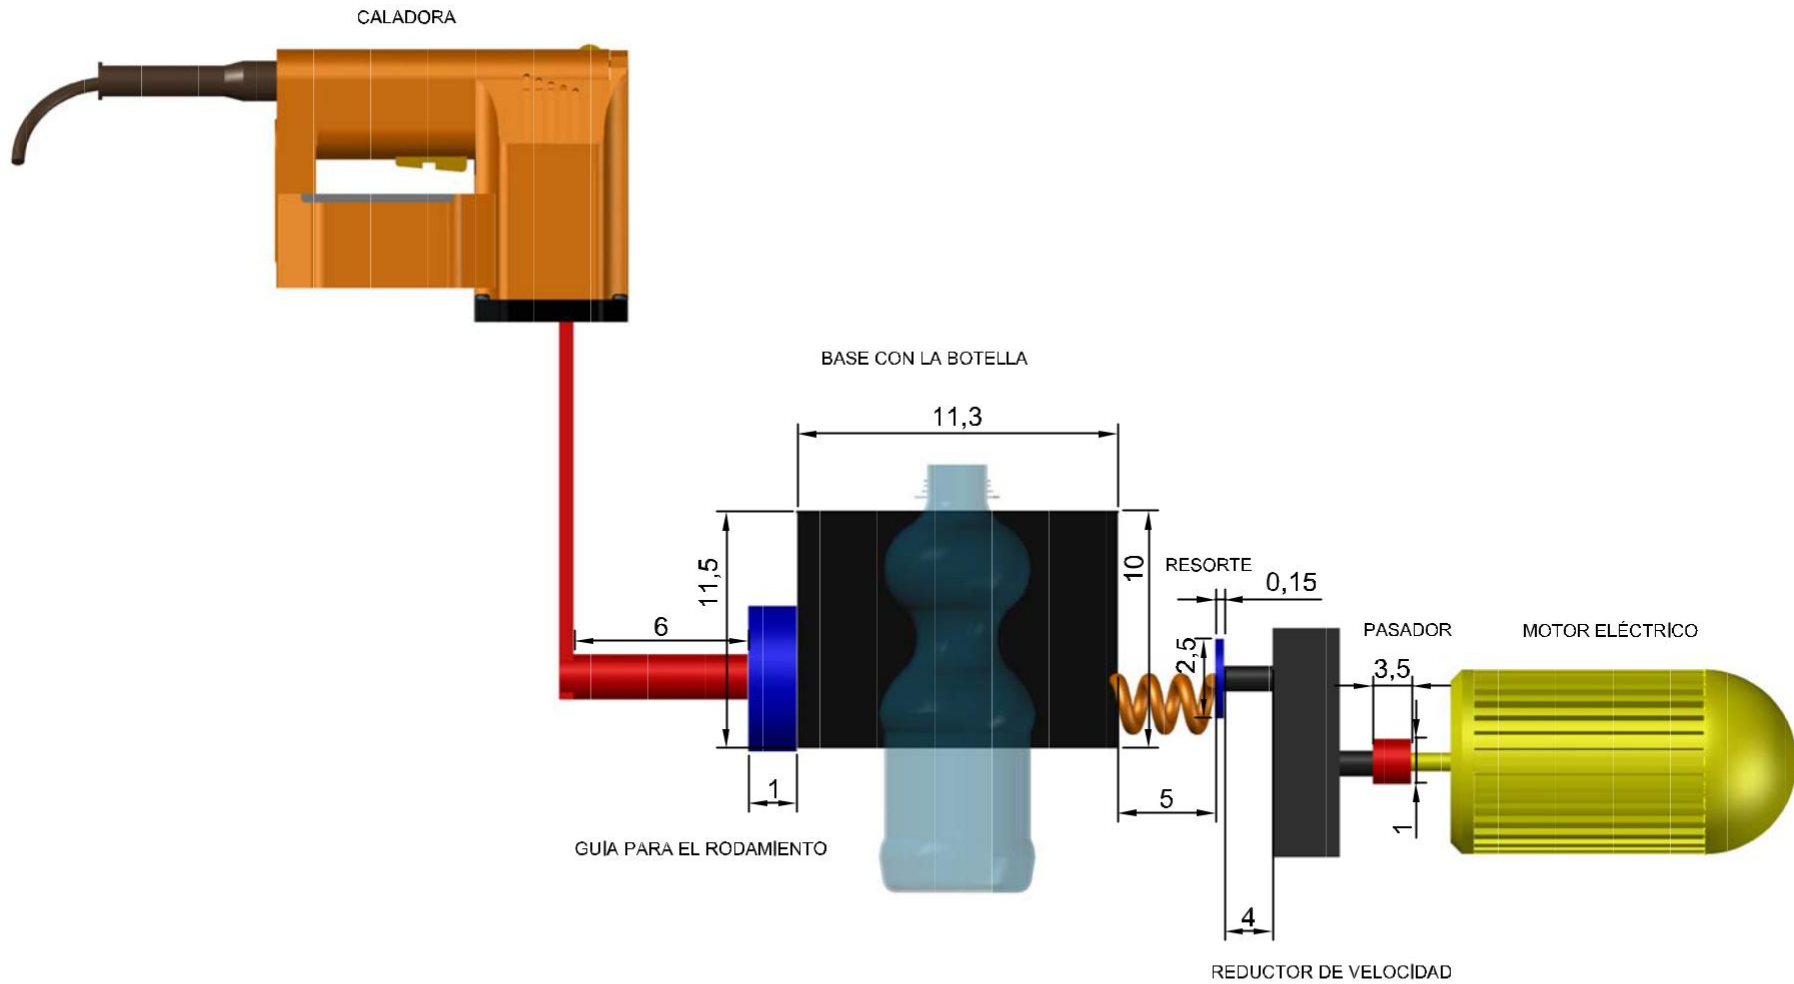 CALADORA
BASE CON LA BOTELLA
11,3
11,5
10
RESORTE
0,15
6
2,5
PASADOR
MOTOR ELÉCTRICO
3,5
1
5
1
GUÍA PARA EL RODAMIENTO
4
REDUCTOR DE VELOCIDAD